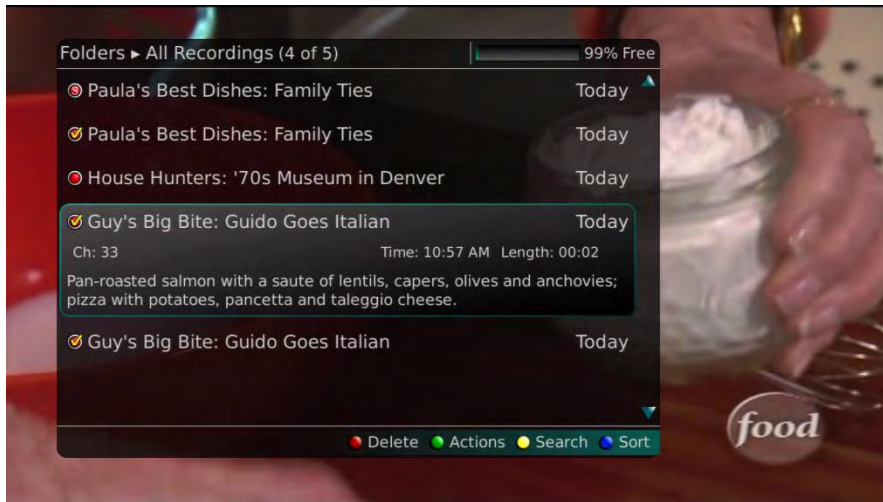 Folders ▸ All Recordings (4 of 5) 99% Free
S Paula's Best Dishes: Family Ties Today
Paula's Best Dishes: Family Ties Today
House Hunters: '70s Museum in Denver Today
Guy's Big Bite: Guido Goes Italian Today
Ch: 33 Time: 10:57 AM Length: 00:02
Pan-roasted salmon with a saute of lentils, capers, olives and anchovies;
pizza with potatoes, pancetta and taleggio cheese.
Guy's Big Bite: Guido Goes Italian Today
Delete Actions Search Sort
food